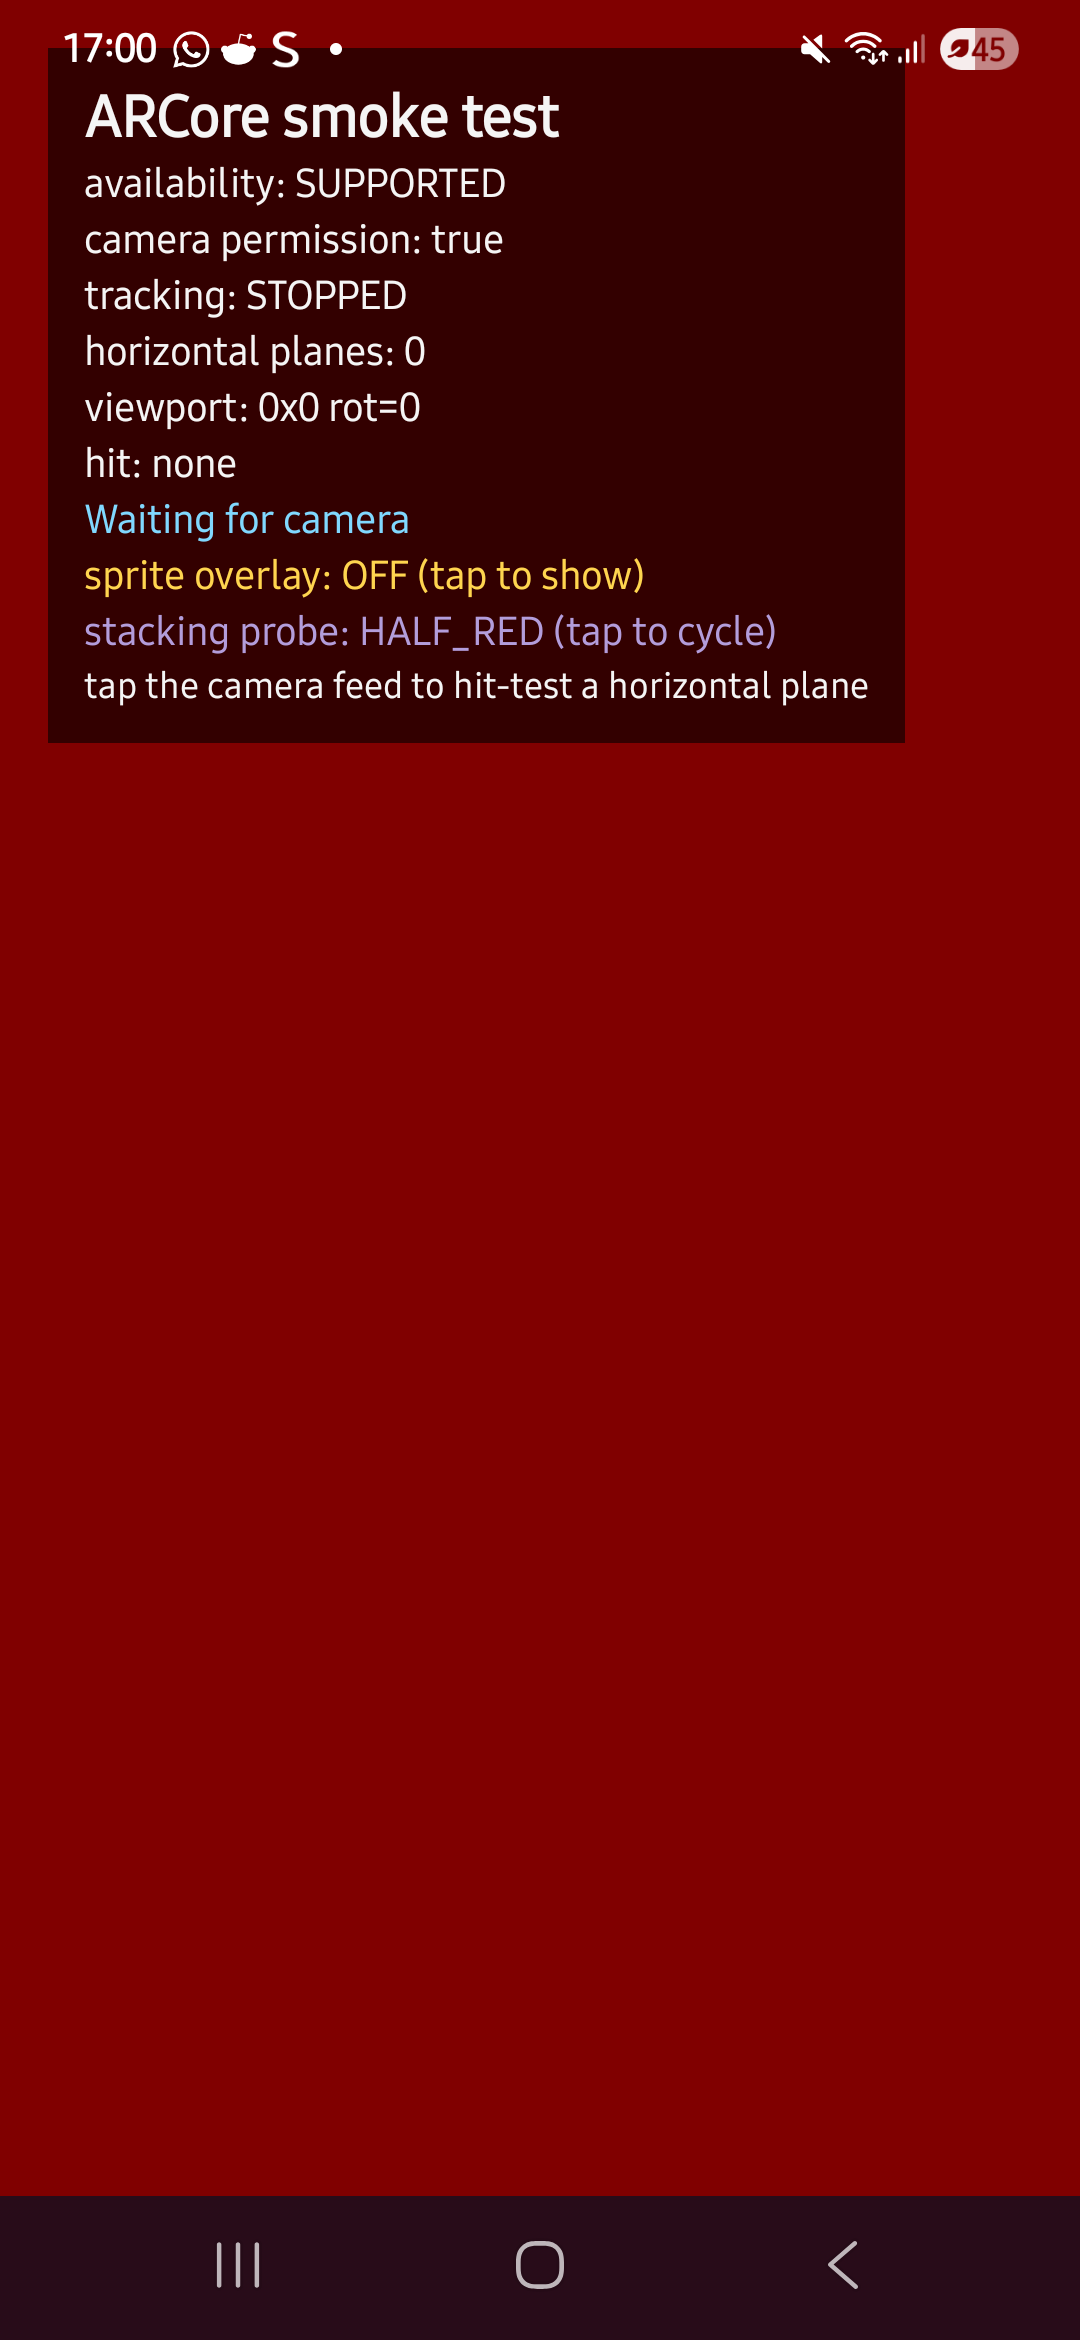 17:00
45
ARCore smoke test
availability: SUPPORTED
camera permission: true
tracking: STOPPED
horizontal planes: 0
viewport: 0x0 rot=0
hit: none
Waiting for camera
sprite overlay: OFF (tap to show)
stacking probe: HALF_RED (tap to cycle)
tap the camera feed to hit-test a horizontal plane